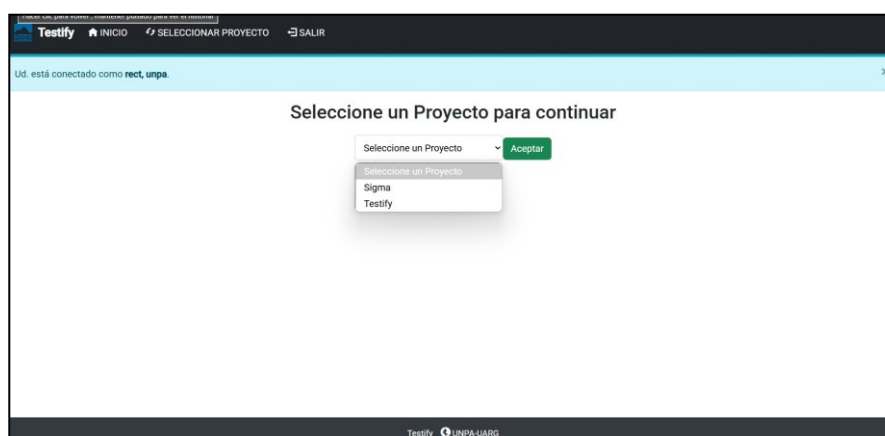 Hacer clic para volver , mantener pulsado para ver el historial
Testify INICIO SELECCIONAR PROYECTO SALIR
Ud. está conectado como rect, unpa.
Seleccione un Proyecto para continuar
Seleccione un Proyecto Aceptar
Seleccione un Proyecto
Sigma
Testify
Testify UNPA-UARG